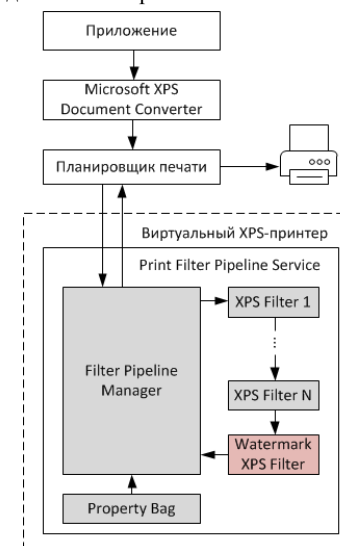 Приложение
Microsoft XPS
Document Converter
Планировщик печати
Виртуальный XPS-принтер
Print Filter Pipeline Service
XPS Filter 1
Filter Pipeline
Manager
XPS Filter N
Watermark
XPS Filter
Property Bag